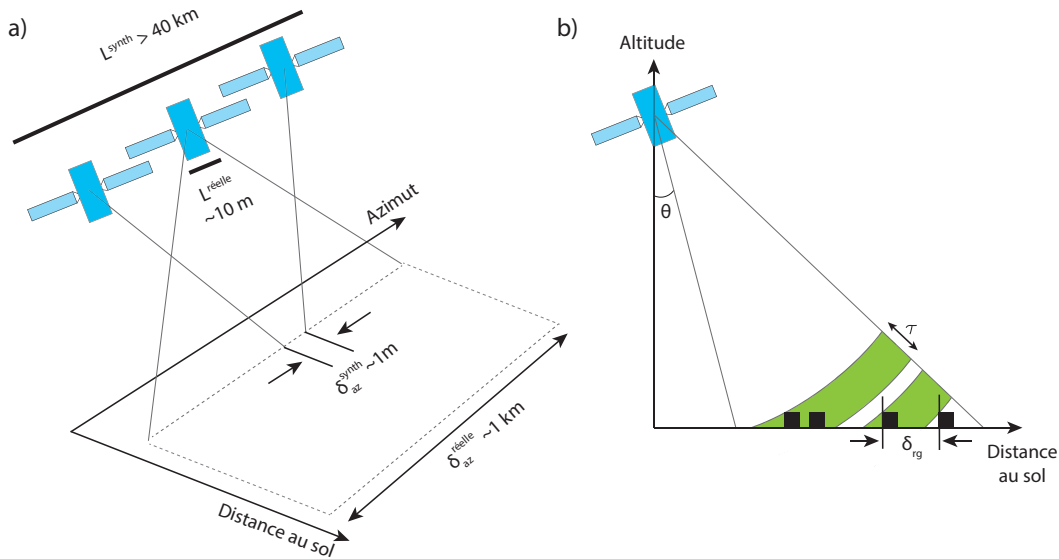 a)
L^synth > 40 km
L^réelle
~10 m
Azimut
δ_az^synth ~1m
δ_az^réelle ~1 km
Distance au sol
b)
Altitude
θ
τ
δ_rg
Distance
au sol